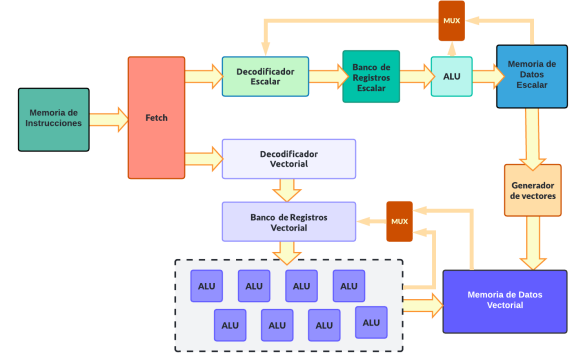 MUX
Decodificador
Escalar
Banco de
Registros
Escalar
ALU
Memoria de
Datos
Escalar
Memoria de
Instrucciones
Fetch
Decodificador
Vectorial
Generador
de vectores
Banco de Registros
Vectorial
MUX
ALU
ALU
ALU
ALU
ALU
ALU
ALU
ALU
Memoria de Datos
Vectorial